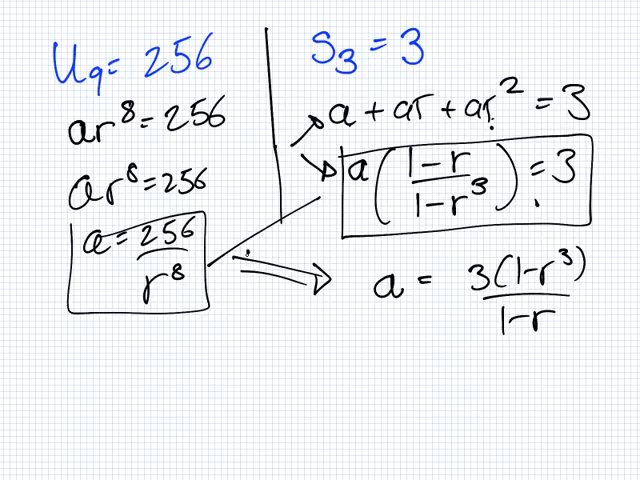 U₉ = 256
ar⁸ = 256
ar⁸ = 256
a = 256/r⁸
S₃ = 3
a + ar + ar² = 3
a((1-r)/(1-r³)) = 3
a = 3(1-r³)/(1-r)